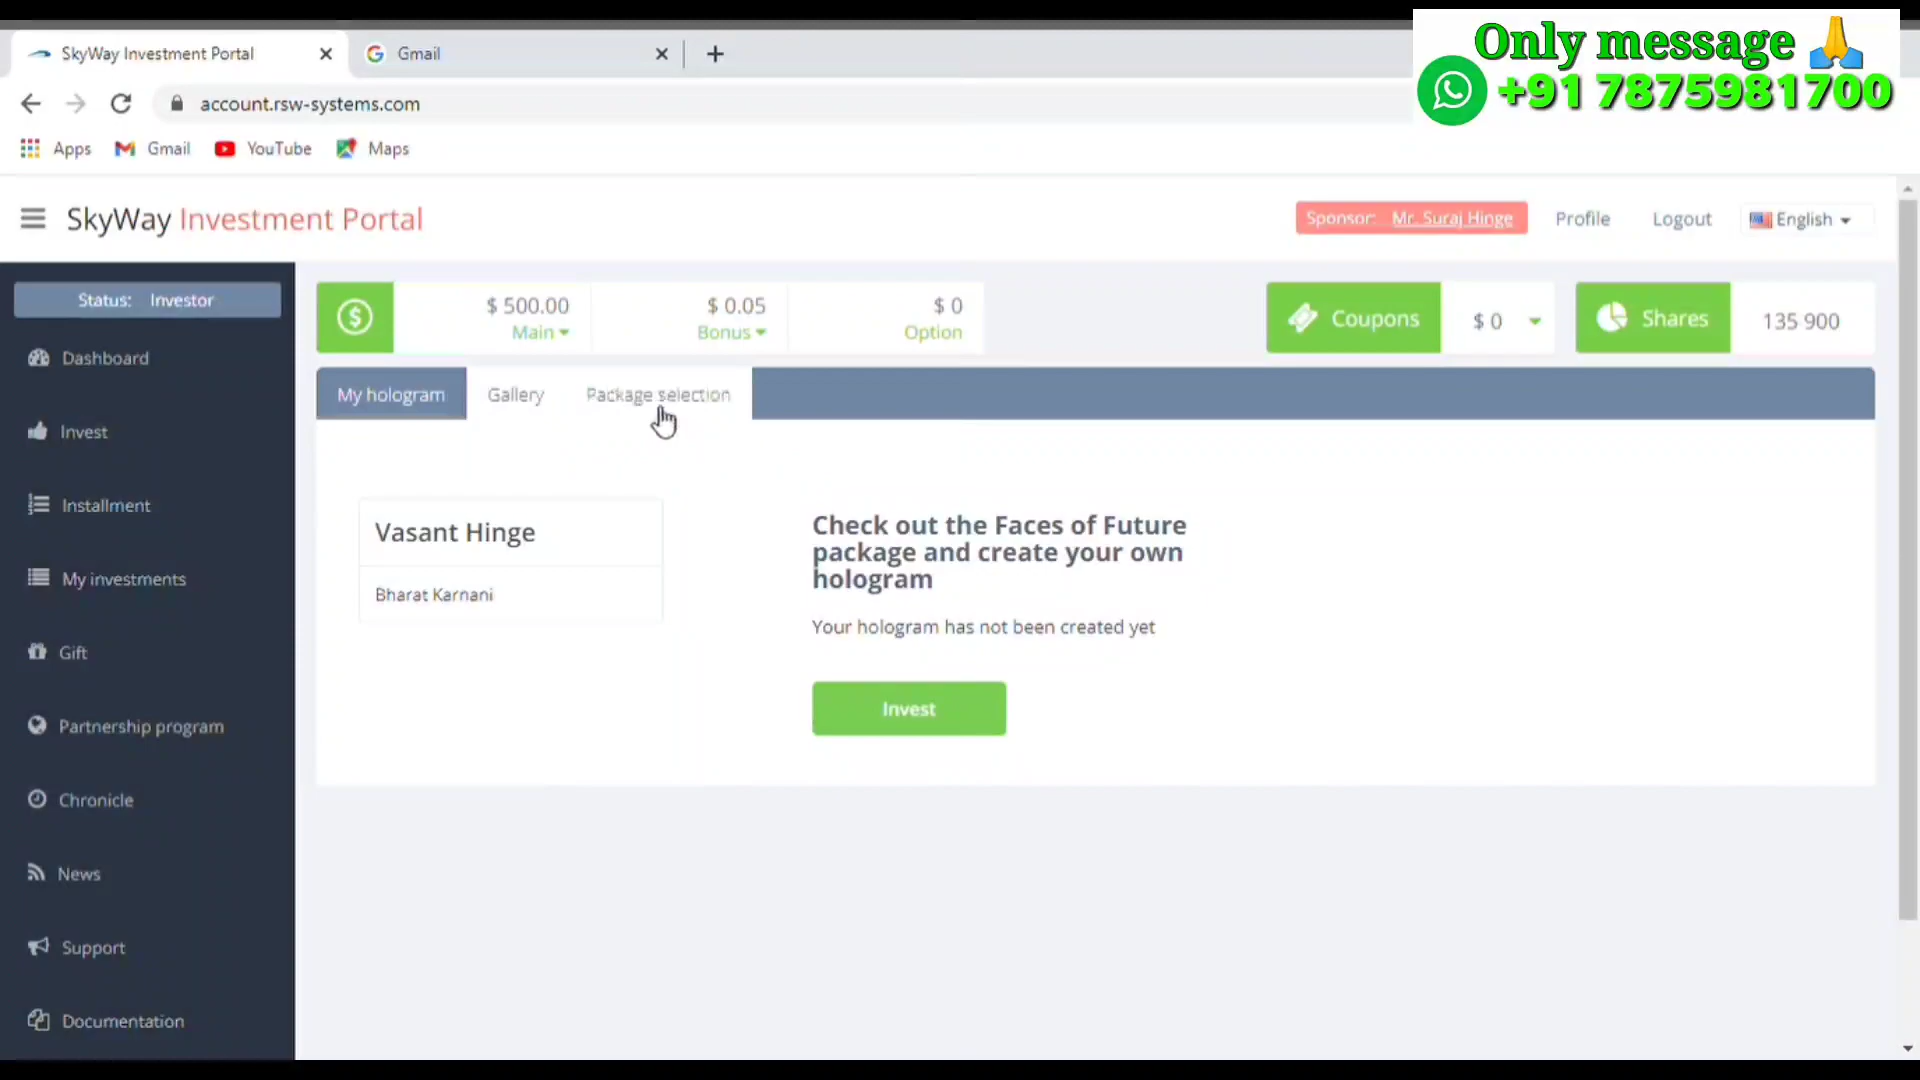 Only message 🙏
+91 7875981700
SkyWay Investment Portal
Gmail
account.rsw-systems.com
Apps
Gmail
YouTube
Maps
SkyWay Investment Portal
Sponsor: Mr. Suraj Hinge
Profile
Logout
English
Status: Investor
$ 500.00
Main
$ 0.05
Bonus
$ 0
Option
Coupons
$ 0
Shares
135 900
Dashboard
Invest
Installment
My investments
Gift
Partnership program
Chronicle
News
Support
Documentation
My hologram
Gallery
Package selection
Vasant Hinge
Bharat Karnani
Check out the Faces of Future
package and create your own
hologram
Your hologram has not been created yet
Invest